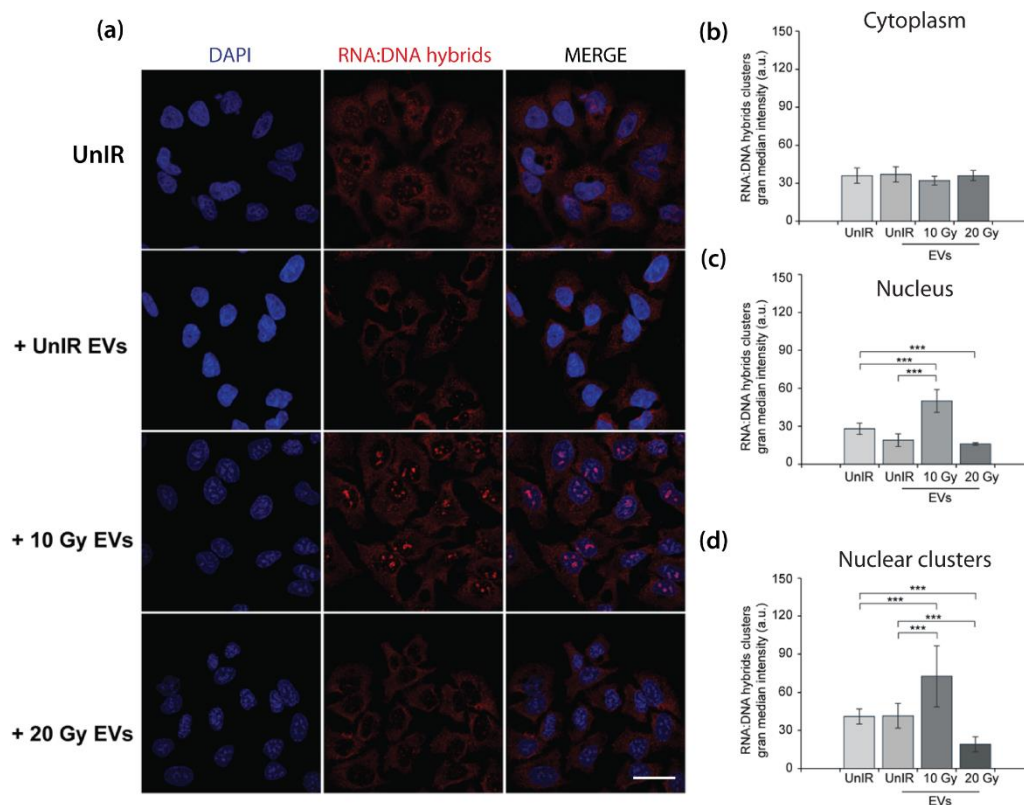 (a)
DAPI
RNA:DNA hybrids
MERGE
UnIR
+ UnIR EVs
+ 10 Gy EVs
+ 20 Gy EVs
(b)
Cytoplasm
RNA:DNA hybrids clusters
gran median intensity (a.u.)
150
120
90
60
30
0
UnIR UnIR 10 Gy 20 Gy
EVs
(c)
Nucleus
RNA:DNA hybrids clusters
gran median intensity (a.u.)
150
120
90
60
30
0
***
***
***
UnIR UnIR 10 Gy 20 Gy
EVs
(d)
Nuclear clusters
RNA:DNA hybrids clusters
gran median intensity (a.u.)
150
120
90
60
30
0
***
***
***
***
UnIR UnIR 10 Gy 20 Gy
EVs